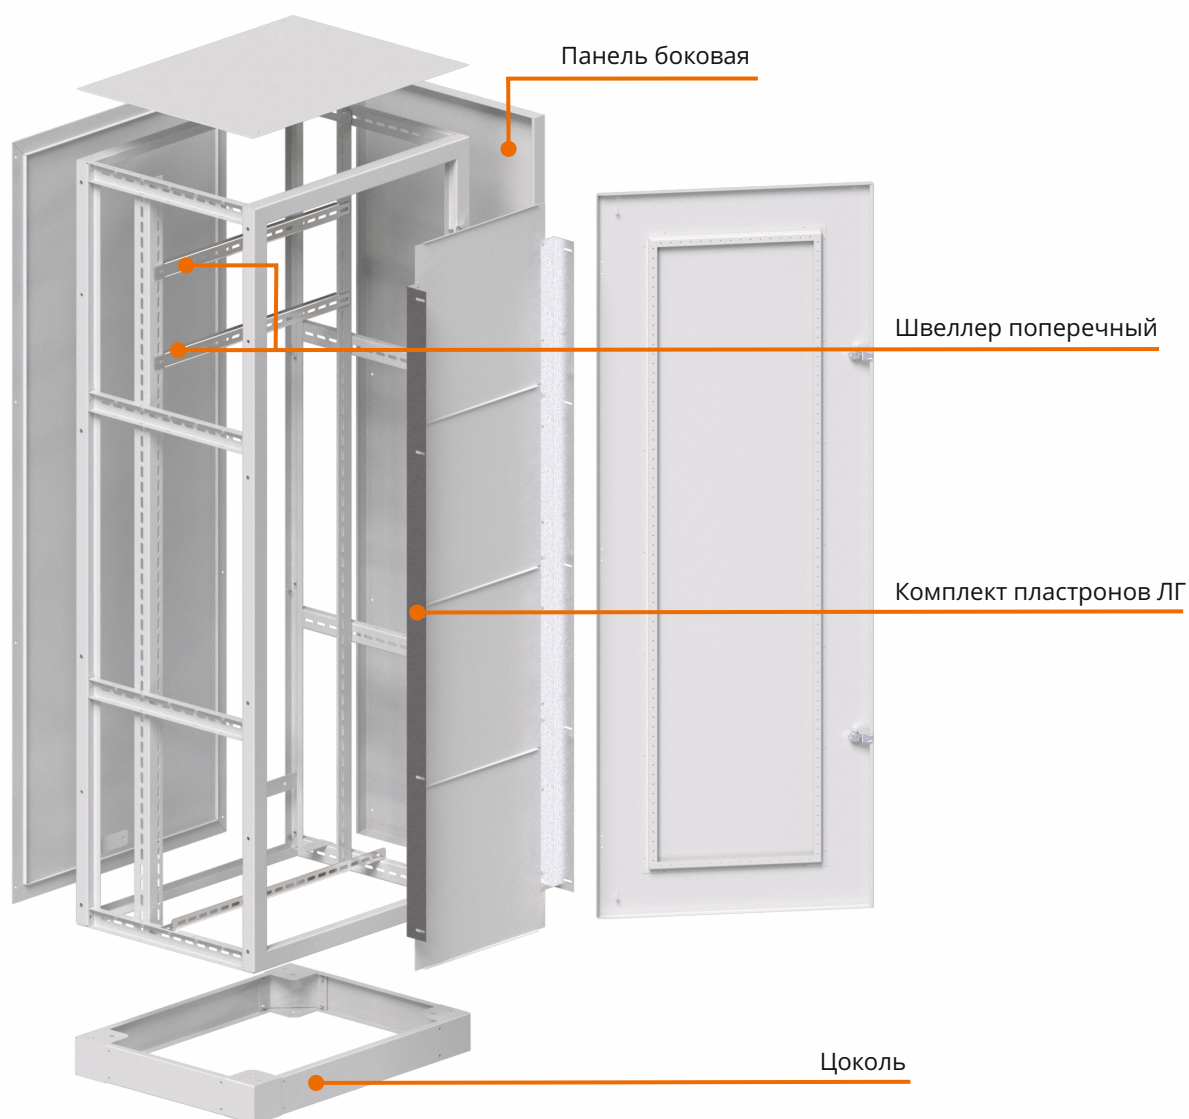 Панель боковая
Швеллер поперечный
Комплект пластронов ЛГ
Цоколь